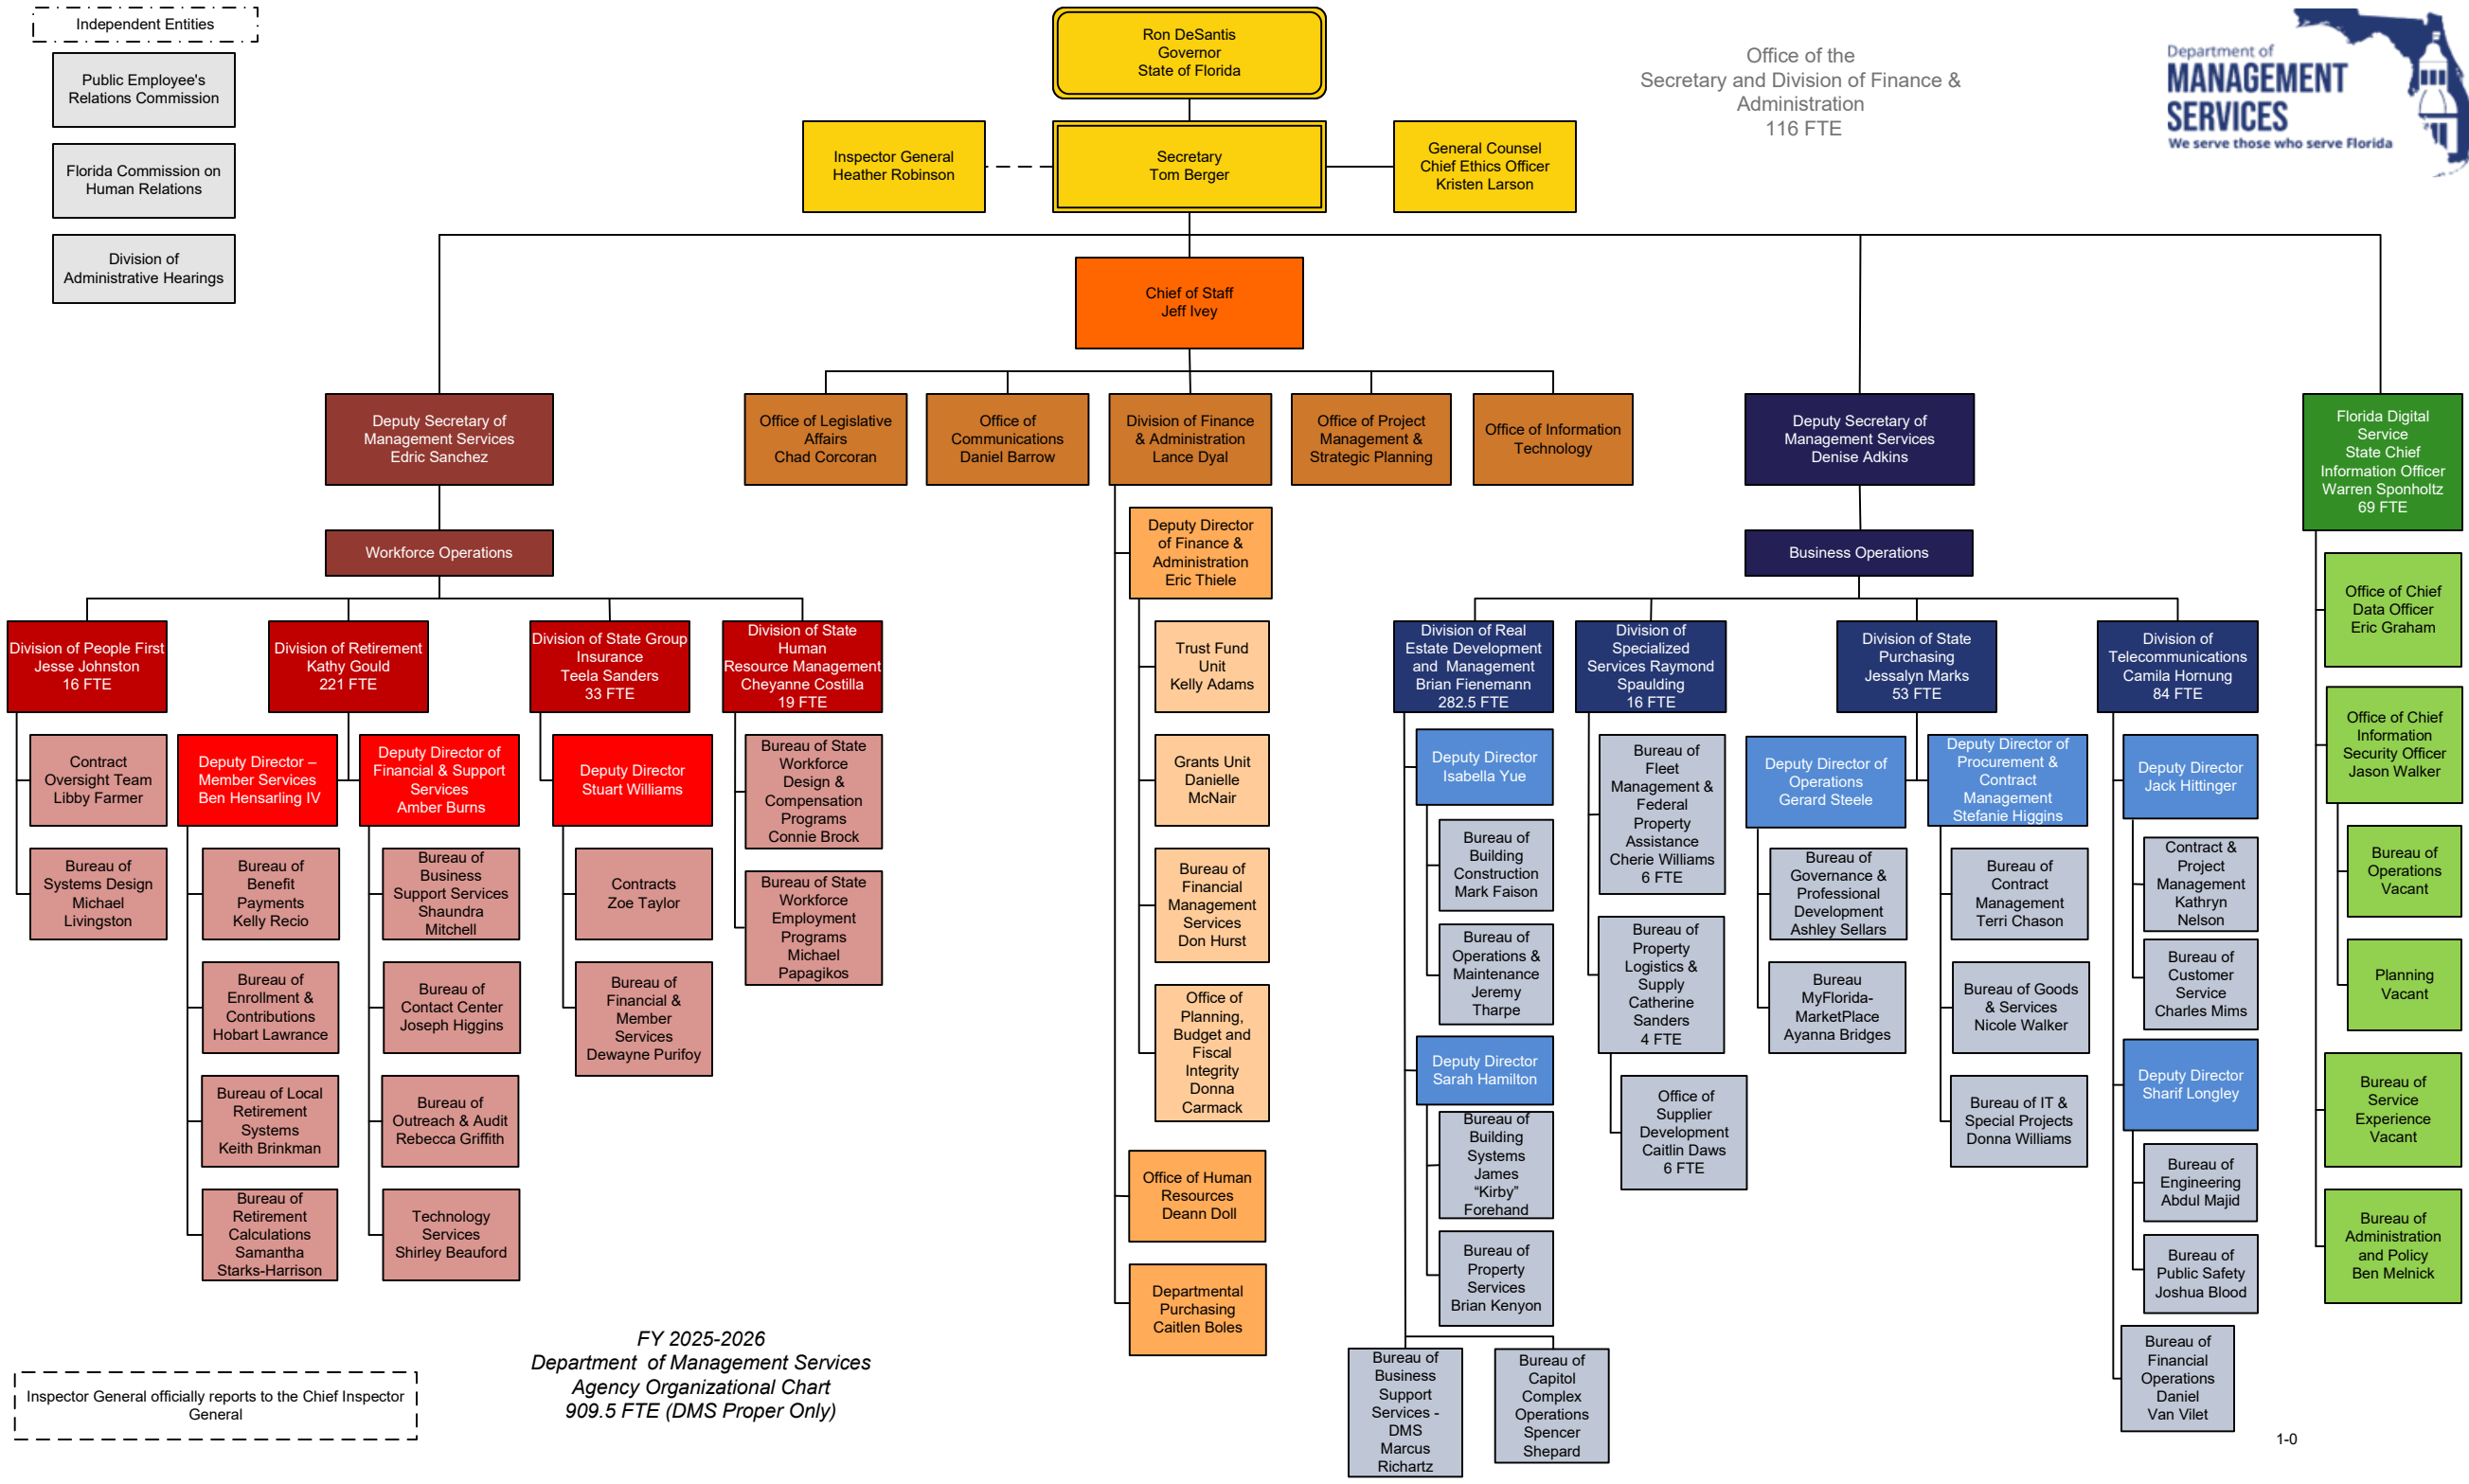 Independent Entities
Public Employee's
Relations Commission
Florida Commission on
Human Relations
Division of
Administrative Hearings
Ron DeSantis
Governor
State of Florida
Inspector General
Heather Robinson
Secretary
Tom Berger
General Counsel
Chief Ethics Officer
Kristen Larson
Office of the
Secretary and Division of Finance &
Administration
116 FTE
Department of
MANAGEMENT
SERVICES
We serve those who serve Florida
Chief of Staff
Jeff Ivey
Deputy Secretary of
Management Services
Edric Sanchez
Workforce Operations
Office of Legislative
Affairs
Chad Corcoran
Office of
Communications
Daniel Barrow
Division of Finance
& Administration
Lance Dyal
Office of Project
Management &
Strategic Planning
Office of Information
Technology
Deputy Secretary of
Management Services
Denise Adkins
Business Operations
Florida Digital
Service
State Chief
Information Officer
Warren Sponholtz
69 FTE
Division of People First
Jesse Johnston
16 FTE
Contract
Oversight Team
Libby Farmer
Bureau of
Systems Design
Michael
Livingston
Division of Retirement
Kathy Gould
221 FTE
Deputy Director –
Member Services
Ben Hensarling IV
Bureau of
Benefit
Payments
Kelly Recio
Bureau of
Enrollment &
Contributions
Hobart Lawrance
Bureau of Local
Retirement
Systems
Keith Brinkman
Bureau of
Retirement
Calculations
Samantha
Starks-Harrison
Deputy Director of
Financial & Support
Services
Amber Burns
Bureau of
Business
Support Services
Shaundra
Mitchell
Bureau of
Contact Center
Joseph Higgins
Bureau of
Outreach & Audit
Rebecca Griffith
Technology
Services
Shirley Beauford
Division of State Group
Insurance
Teela Sanders
33 FTE
Deputy Director
Stuart Williams
Contracts
Zoe Taylor
Bureau of
Financial &
Member
Services
Dewayne Purifoy
Division of State
Human
Resource Management
Cheyanne Costilla
19 FTE
Bureau of State
Workforce
Design &
Compensation
Programs
Connie Brock
Bureau of State
Workforce
Employment
Programs
Michael
Papagikos
Deputy Director
of Finance &
Administration
Eric Thiele
Trust Fund
Unit
Kelly Adams
Grants Unit
Danielle
McNair
Bureau of
Financial
Management
Services
Don Hurst
Office of
Planning,
Budget and
Fiscal
Integrity
Donna
Carmack
Office of Human
Resources
Deann Doll
Departmental
Purchasing
Caitlen Boles
Division of Real
Estate Development
and  Management
Brian Fienemann
282.5 FTE
Deputy Director
Isabella Yue
Bureau of
Building
Construction
Mark Faison
Bureau of
Operations &
Maintenance
Jeremy
Tharpe
Deputy Director
Sarah Hamilton
Bureau of
Building
Systems
James
“Kirby”
Forehand
Bureau of
Property
Services
Brian Kenyon
Bureau of
Business
Support
Services -
DMS
Marcus
Richartz
Bureau of
Capitol
Complex
Operations
Spencer
Shepard
Division of
Specialized
Services Raymond
Spaulding
16 FTE
Bureau of
Fleet
Management &
Federal
Property
Assistance
Cherie Williams
6 FTE
Bureau of
Property
Logistics &
Supply
Catherine
Sanders
4 FTE
Office of
Supplier
Development
Caitlin Daws
6 FTE
Division of State
Purchasing
Jessalyn Marks
53 FTE
Deputy Director of
Operations
Gerard Steele
Bureau of
Governance &
Professional
Development
Ashley Sellars
Bureau
MyFlorida-
MarketPlace
Ayanna Bridges
Deputy Director of
Procurement &
Contract
Management
Stefanie Higgins
Bureau of
Contract
Management
Terri Chason
Bureau of Goods
& Services
Nicole Walker
Bureau of IT &
Special Projects
Donna Williams
Division of
Telecommunications
Camila Hornung
84 FTE
Deputy Director
Jack Hittinger
Contract &
Project
Management
Kathryn
Nelson
Bureau of
Customer
Service
Charles Mims
Deputy Director
Sharif Longley
Bureau of
Engineering
Abdul Majid
Bureau of
Public Safety
Joshua Blood
Bureau of
Financial
Operations
Daniel
Van Vilet
Office of Chief
Data Officer
Eric Graham
Office of Chief
Information
Security Officer
Jason Walker
Bureau of
Operations
Vacant
Planning
Vacant
Bureau of
Service
Experience
Vacant
Bureau of
Administration
and Policy
Ben Melnick
Inspector General officially reports to the Chief Inspector
General
FY 2025-2026
Department  of Management Services
Agency Organizational Chart
909.5 FTE (DMS Proper Only)
1-0